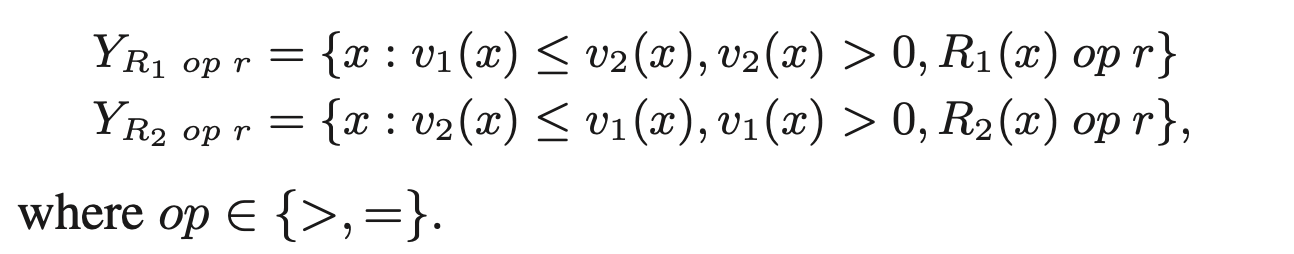 Y_{R_1 op r} = {x : v_1(x) ≤ v_2(x), v_2(x) > 0, R_1(x) op r}
Y_{R_2 op r} = {x : v_2(x) ≤ v_1(x), v_1(x) > 0, R_2(x) op r},
where op ∈ {>, =}.